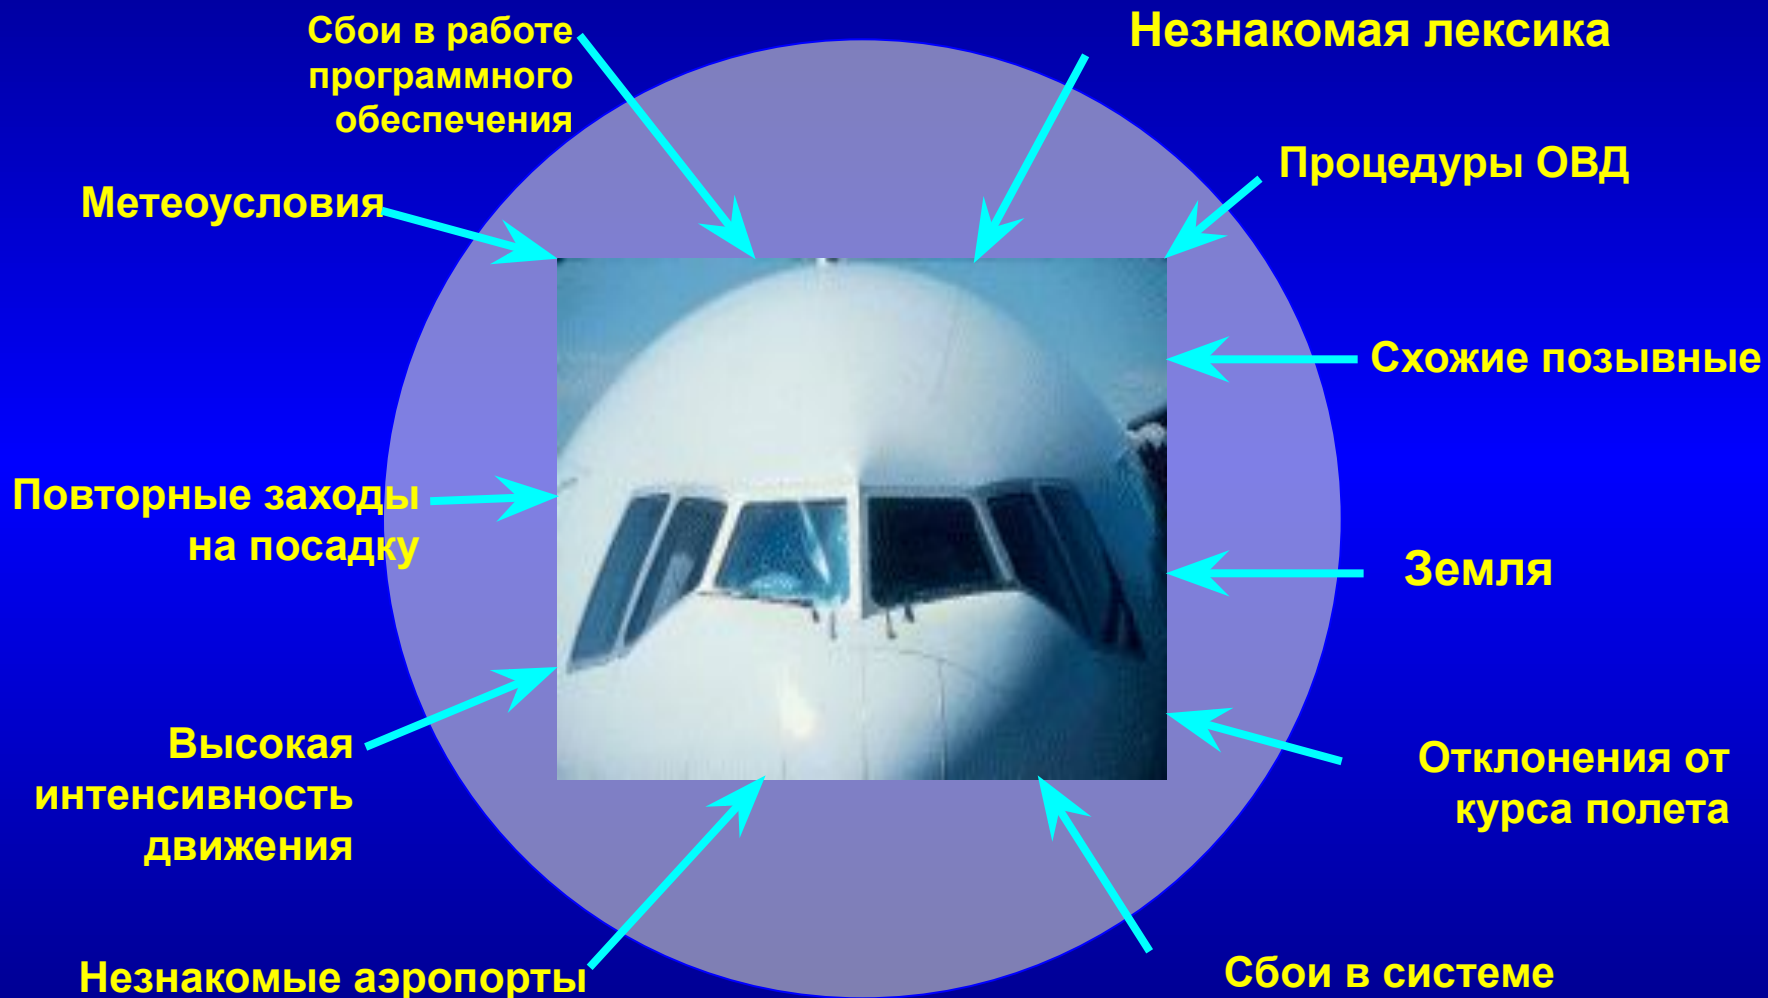 Сбои в работе
программного
обеспечения
Незнакомая лексика
Процедуры ОВД
Метеоусловия
Схожие позывные
Повторные заходы
на посадку
Земля
Высокая
интенсивность
движения
Отклонения от
курса полета
Незнакомые аэропорты
Сбои в системе